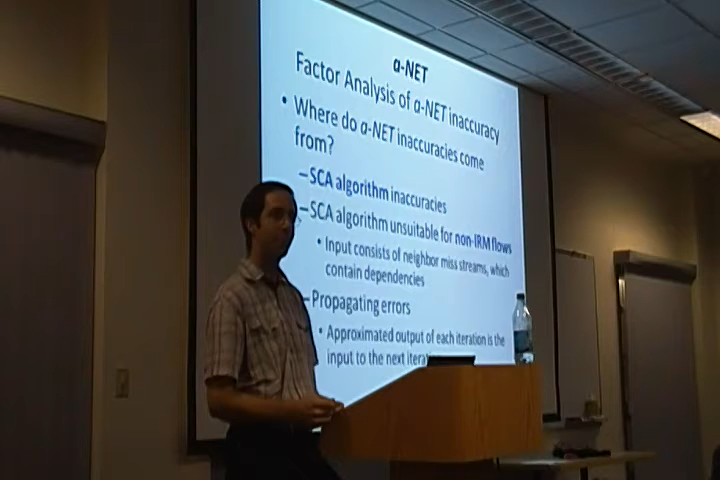 a-NET
Factor Analysis of a-NET inaccuracy
• Where do a-NET inaccuracies come
from?
–SCA algorithm inaccuracies
–SCA algorithm unsuitable for non-IRM flows
• Input consists of neighbor miss streams, which
contain dependencies
–Propagating errors
• Approximated output of each iteration is the
input to the next